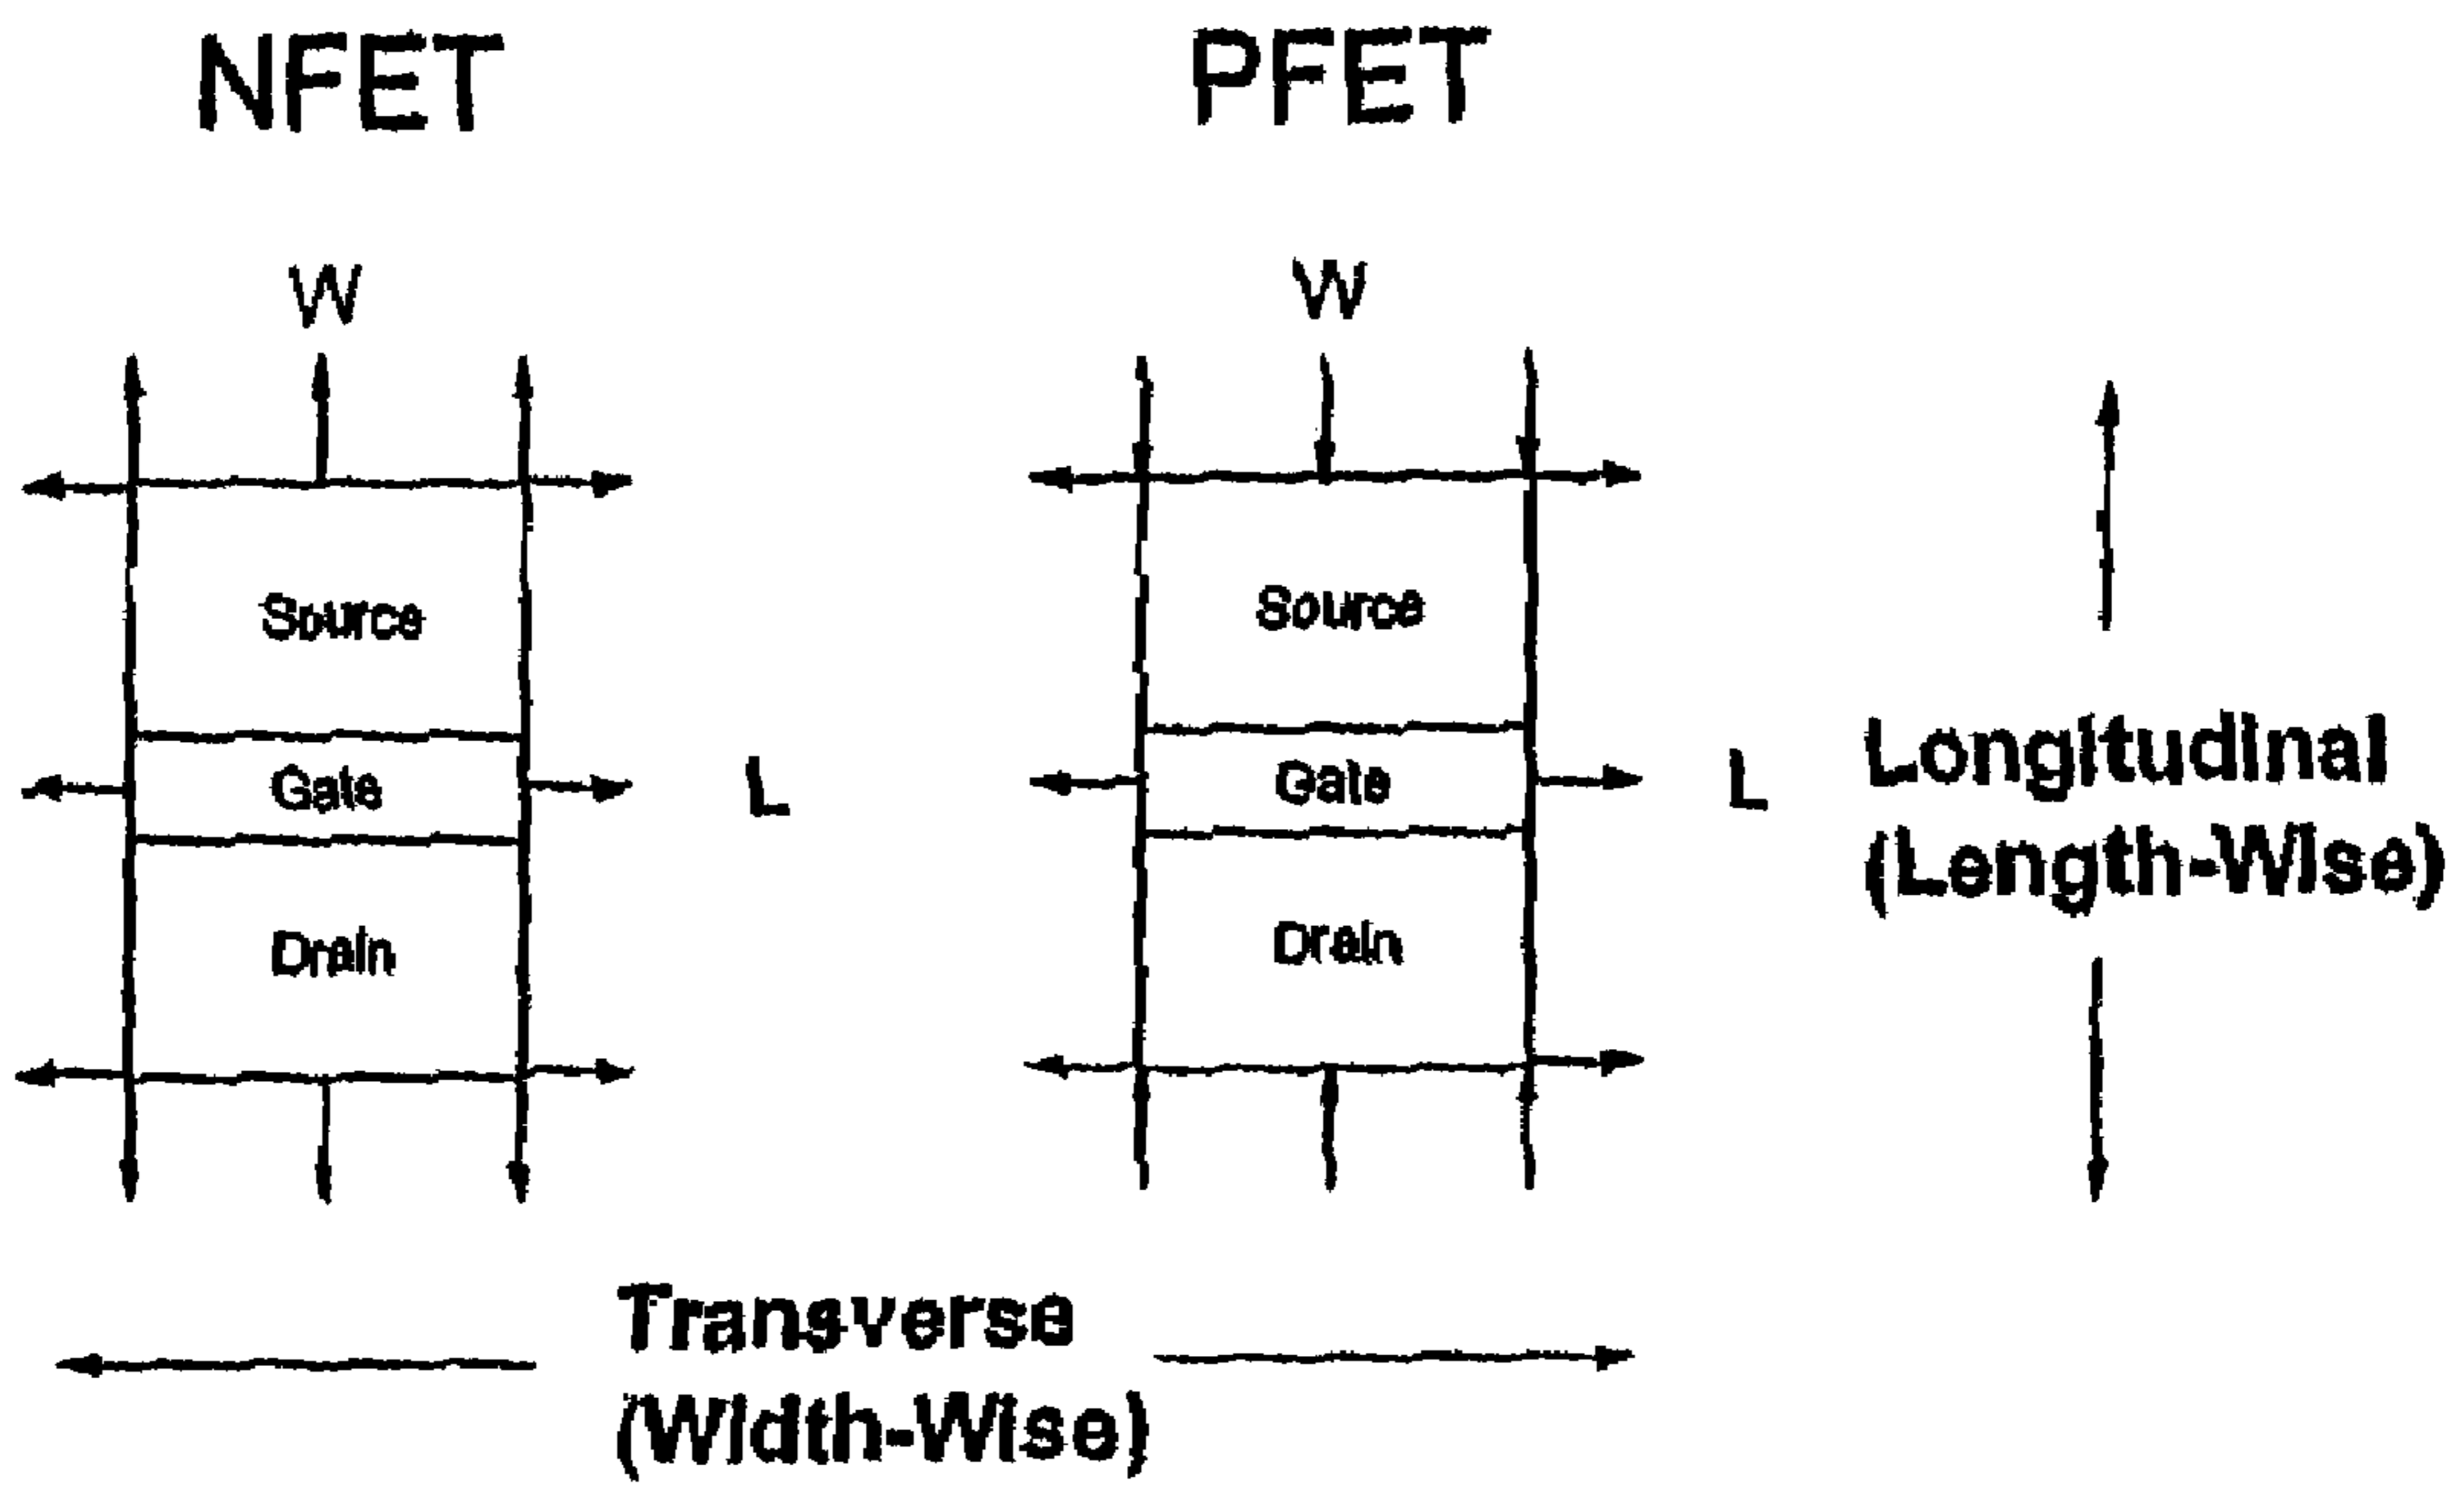 NFET
PFET
W
W
Source
Source
Gate
L
Gate
L
Longitudinal
(Length-Wise)
Drain
Drain
Transverse
(Width-Wise)